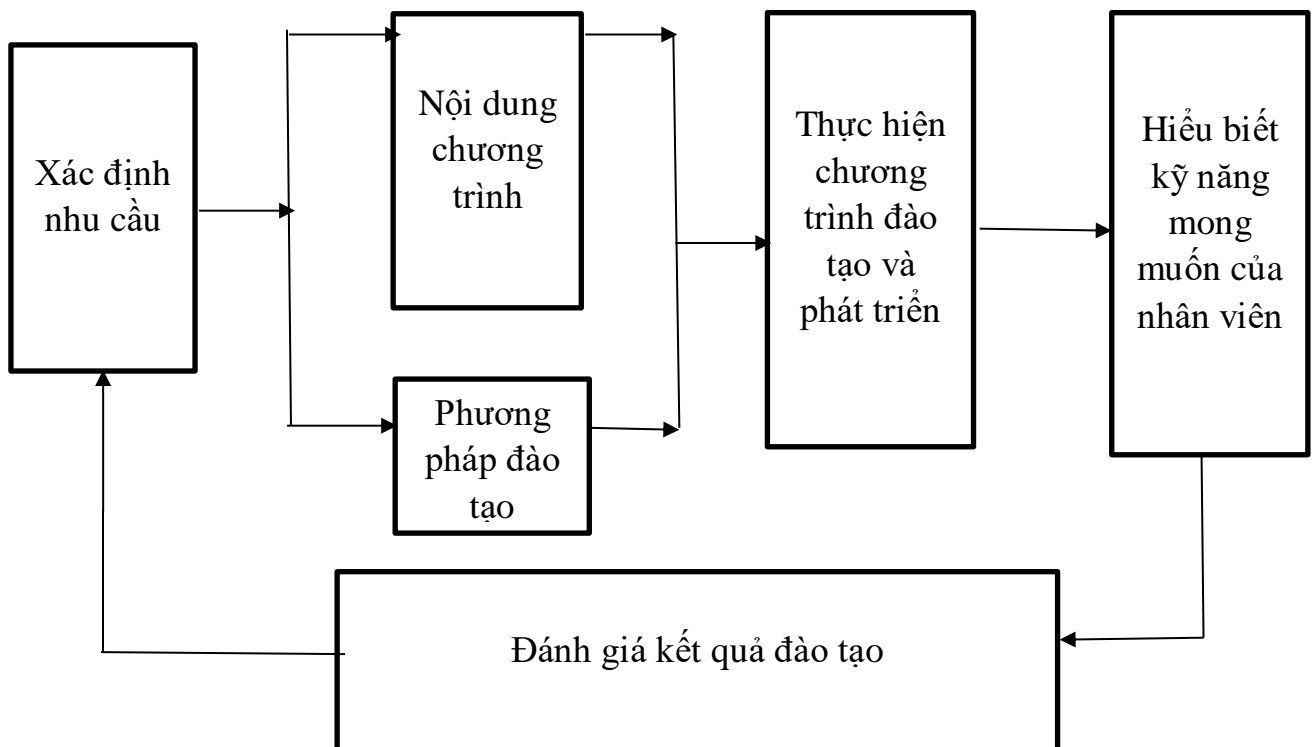 Xác định
nhu cầu
Nội dung
chương
trình
Phương
pháp đào
tạo
Thực hiện
chương
trình đào
tạo và
phát triển
Hiểu biết
kỹ năng
mong
muốn của
nhân viên
Đánh giá kết quả đào tạo